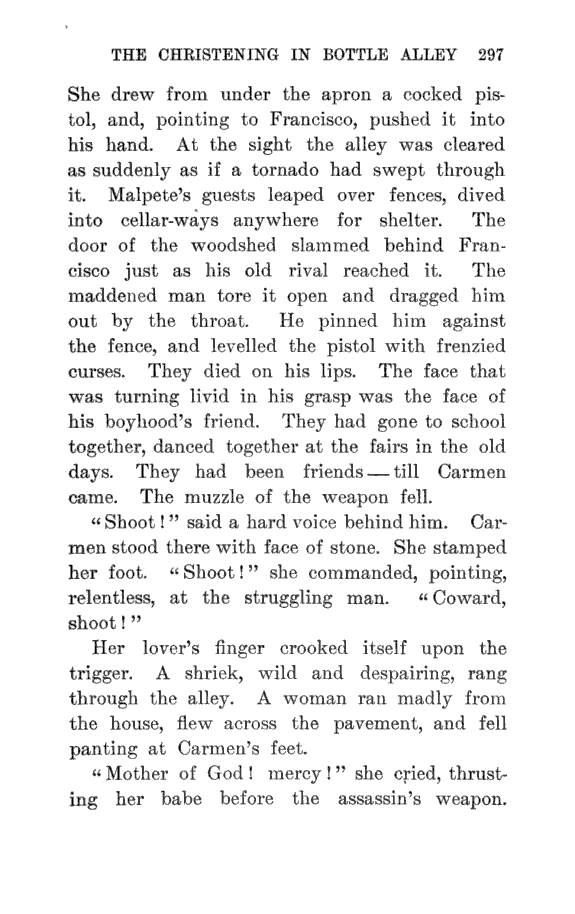 THE CHRISTENING IN BOTTLE ALLEY 297
She drew from under the apron a cocked pis-
tol, and, pointing to Francisco, pushed it into
his hand. At the sight the alley was cleared
as suddenly as if a tornado had swept through
it. Malpete's guests leaped over fences, dived
into cellar-ways anywhere for shelter. The
door of the woodshed slammed behind Fran-
cisco just as his old rival reached it. The
maddened man tore it open and dragged him
out by the throat. He pinned him against
the fence, and levelled the pistol with frenzied
curses. They died on his lips. The face that
was turning livid in his grasp was the face of
his boyhood's friend. They had gone to school
together, danced together at the fairs in the old
days. They had been friends — till Carmen
came. The muzzle of the weapon fell.
"Shoot!" said a hard voice behind him. Car-
men stood there with face of stone. She stamped
her foot. "Shoot!" she commanded, pointing,
relentless, at the struggling man. "Coward,
shoot!"
Her lover's finger crooked itself upon the
trigger. A shriek, wild and despairing, rang
through the alley. A woman ran madly from
the house, flew across the pavement, and fell
panting at Carmen's feet.
"Mother of God! mercy!" she cried, thrust-
ing her babe before the assassin's weapon.